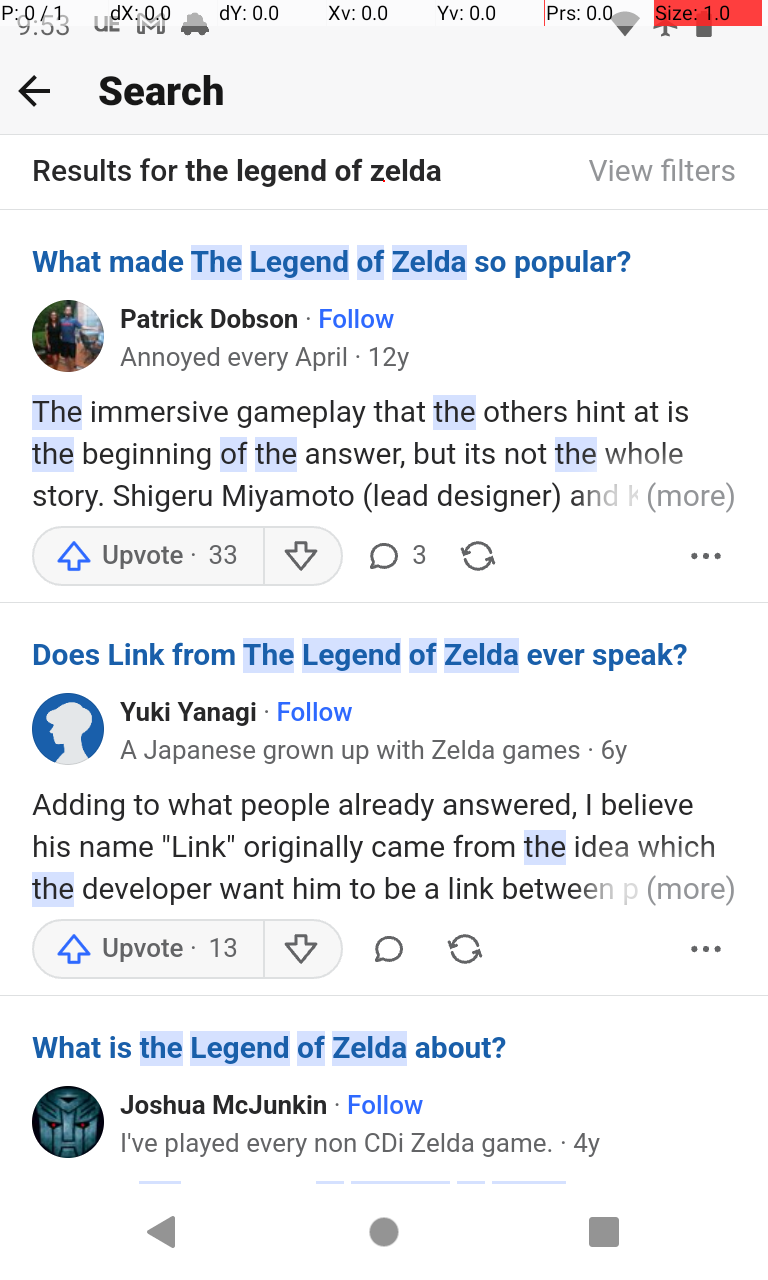 P: 0 / 1 dX: 0.0 dY: 0.0 Xv: 0.0 Yv: 0.0 Prs: 0.0 Size: 1.0
9:53 UE
Search
Results for the legend of zelda View filters
What made The Legend of Zelda so popular?
Patrick Dobson · Follow
Annoyed every April · 12y
The immersive gameplay that the others hint at is
the beginning of the answer, but its not the whole
story. Shigeru Miyamoto (lead designer) and (more)
Upvote · 33 3
Does Link from The Legend of Zelda ever speak?
Yuki Yanagi · Follow
A Japanese grown up with Zelda games · 6y
Adding to what people already answered, I believe
his name "Link" originally came from the idea which
the developer want him to be a link between p (more)
Upvote · 13
What is the Legend of Zelda about?
Joshua McJunkin · Follow
I've played every non CDi Zelda game. · 4y